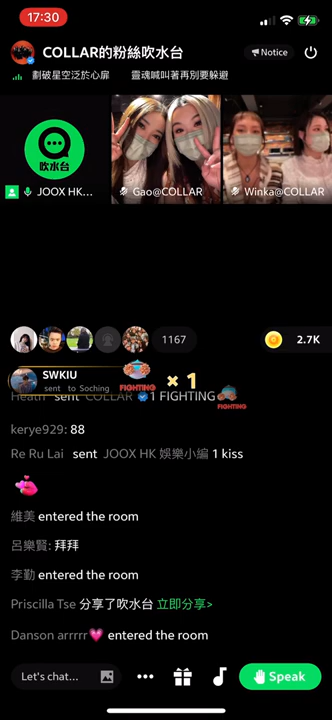 17:30
COLLAR的粉絲吹水台
Notice
劃破星空泛於心扉 靈魂喊叫著再別要躲避
吹水台
JOOX HK...
Gao@COLLAR
Winka@COLLAR
1167
2.7K
SWKIU
sent to Soching
FIGHTING
× 1
Heath sent COLLAR 1 FIGHTING
FIGHTING
kerye929: 88
Re Ru Lai sent JOOX HK 娛樂小編 1 kiss
維美 entered the room
呂樂賢: 拜拜
李勤 entered the room
Priscilla Tse 分享了吹水台 立即分享>
Danson arrrrr💗 entered the room
Let's chat...
Speak